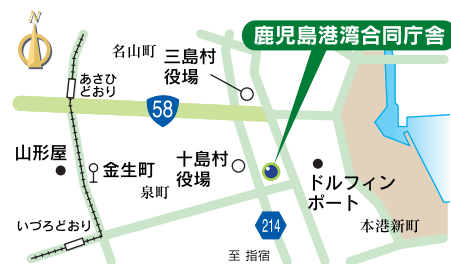 N
鹿児島港湾合同庁舎
名山町
三島村
役場
あさひ
どおり
58
山形屋
金生町
十島村
役場
泉町
ドルフィン
ポート
いづろどおり
214
本港新町
至 指宿